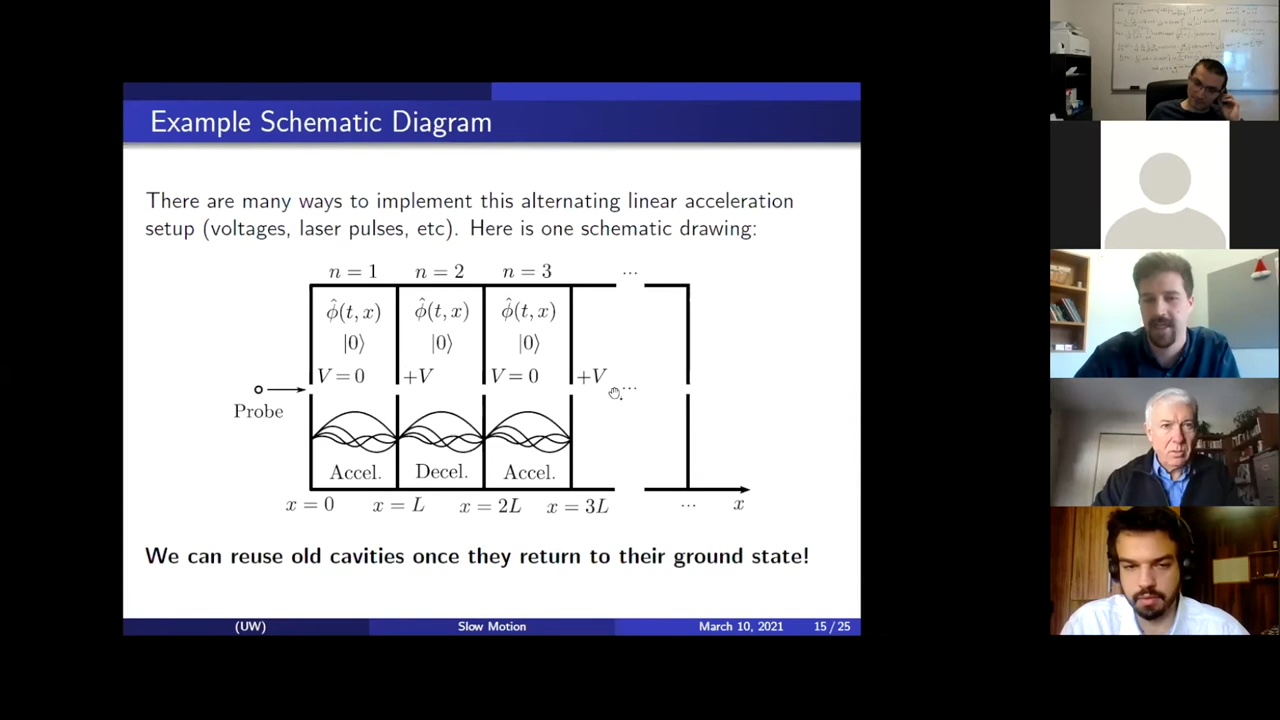 Example Schematic Diagram
There are many ways to implement this alternating linear acceleration
setup (voltages, laser pulses, etc). Here is one schematic drawing:
n = 1 n = 2 n = 3 ...
ϕ̂(t, x) ϕ̂(t, x) ϕ̂(t, x)
|0⟩ |0⟩ |0⟩
V = 0 +V V = 0 +V ...
Probe
Accel. Decel. Accel.
x = 0 x = L x = 2L x = 3L ... x
We can reuse old cavities once they return to their ground state!
(UW) Slow Motion March 10, 2021 15 / 25